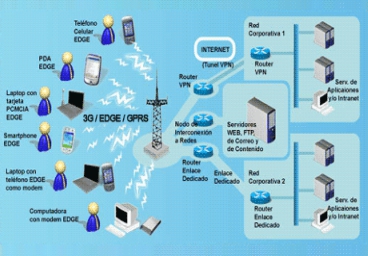 Teléfono
Celular EDGE
PDA
EDGE
Laptop con
tarjeta
PCMCIA
EDGE
Smartphone
EDGE
Laptop con
teléfono EDGE
como modem
Computadora
con modem EDGE
3G / EDGE / GPRS
INTERNET
(Tunel VPN)
Router
VPN
Nodo de
Interconexión
a Redes
Router
Enlace
Dedicado
Enlace
Dedicado
Servidores
WEB, FTP,
de Correo y
de Contenido
Red
Corporativa 1
Router
VPN
Serv. de
Aplicaiones
y/o Intranet
Red
Corporativa 2
Router
Enlace
Dedicado
Serv. de
Aplicaiones
y/o Intranet